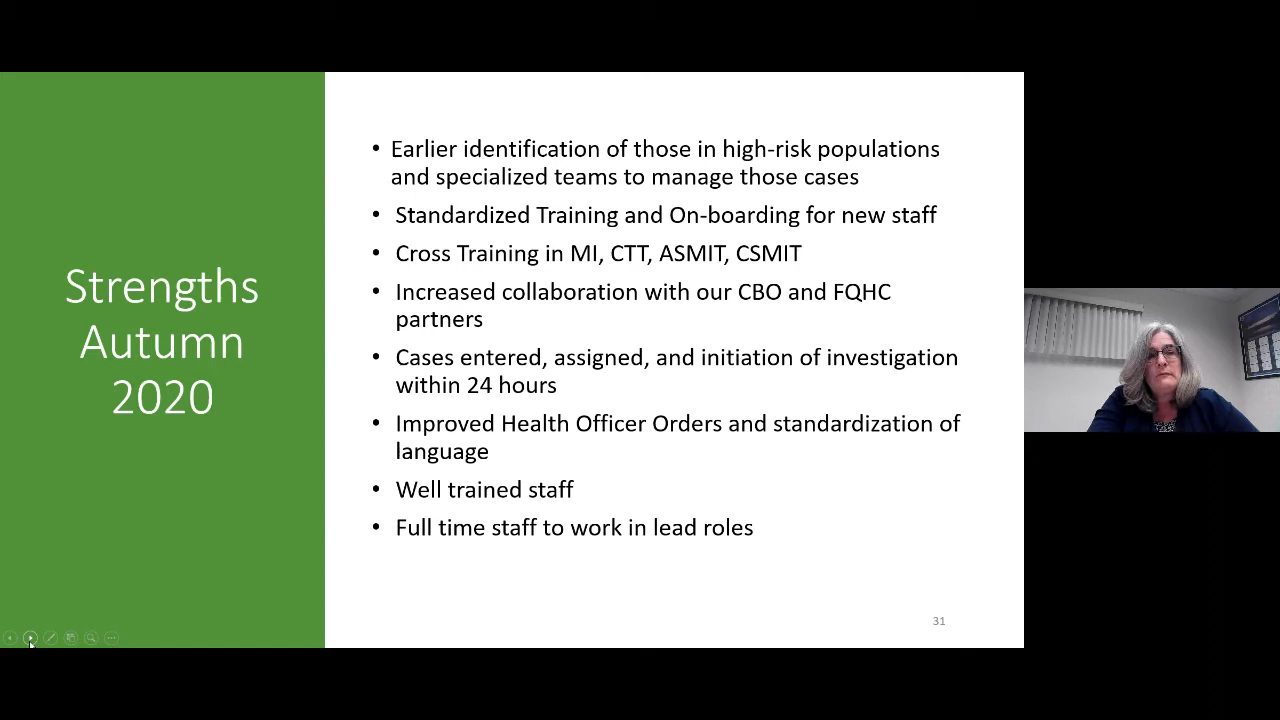 Strengths
Autumn
2020
• Earlier identification of those in high-risk populations
and specialized teams to manage those cases
• Standardized Training and On-boarding for new staff
• Cross Training in MI, CTT, ASMIT, CSMIT
• Increased collaboration with our CBO and FQHC
partners
• Cases entered, assigned, and initiation of investigation
within 24 hours
• Improved Health Officer Orders and standardization of
language
• Well trained staff
• Full time staff to work in lead roles
31